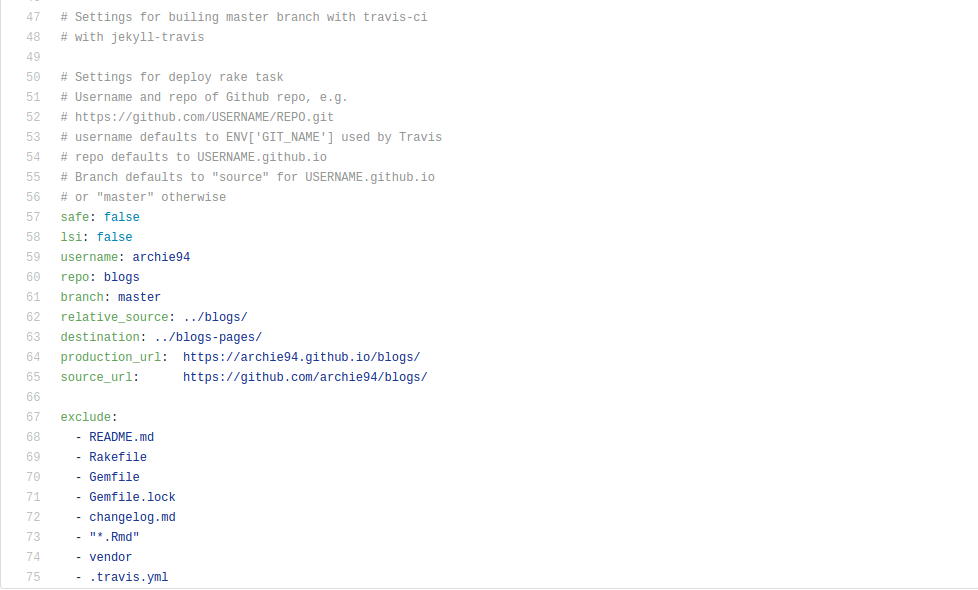 47 # Settings for builing master branch with travis-ci
48 # with jekyll-travis
49
50 # Settings for deploy rake task
51 # Username and repo of Github repo, e.g.
52 # https://github.com/USERNAME/REPO.git
53 # username defaults to ENV['GIT_NAME'] used by Travis
54 # repo defaults to USERNAME.github.io
55 # Branch defaults to "source" for USERNAME.github.io
56 # or "master" otherwise
57 safe: false
58 lsi: false
59 username: archie94
60 repo: blogs
61 branch: master
62 relative_source: ../blogs/
63 destination: ../blogs-pages/
64 production_url:  https://archie94.github.io/blogs/
65 source_url:      https://github.com/archie94/blogs/
66
67 exclude:
68   - README.md
69   - Rakefile
70   - Gemfile
71   - Gemfile.lock
72   - changelog.md
73   - "*.Rmd"
74   - vendor
75   - .travis.yml